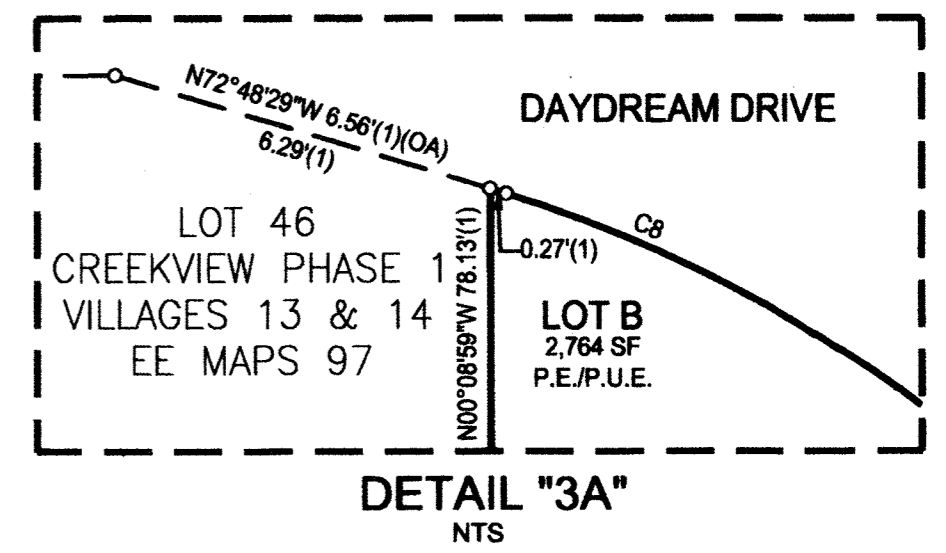 N72°48'29"W 6.56'(1)(OA)
6.29'(1)
DAYDREAM DRIVE
C8
0.27'(1)
N00°08'59"W 78.13'(1)
LOT 46
CREEKVIEW PHASE 1
VILLAGES 13 & 14
EE MAPS 97
LOT B
2,764 SF
P.E./P.U.E.
DETAIL "3A"
NTS